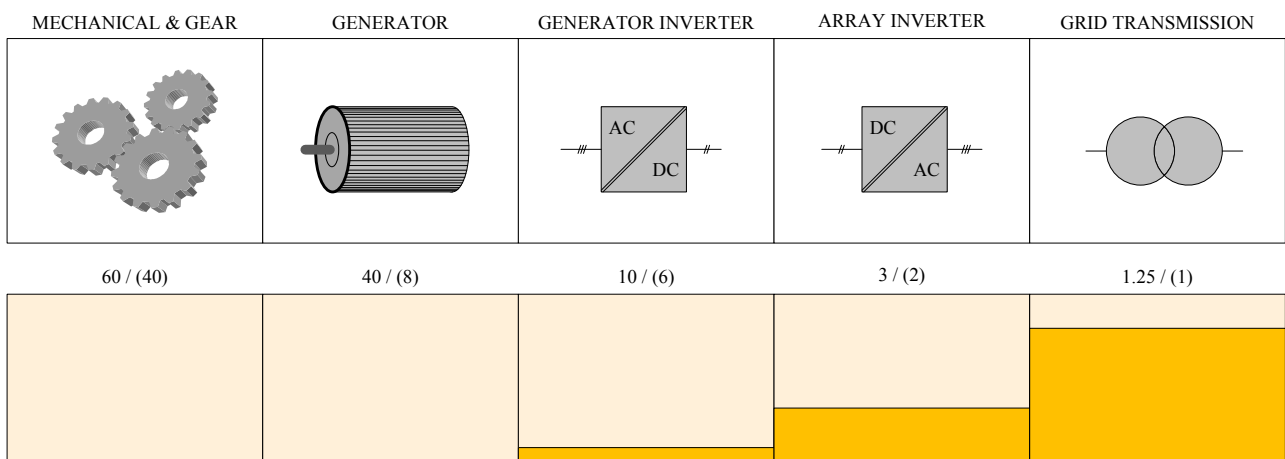 MECHANICAL & GEAR GENERATOR GENERATOR INVERTER ARRAY INVERTER GRID TRANSMISSION
AC DC
DC AC
60 / (40) 40 / (8) 10 / (6) 3 / (2) 1.25 / (1)